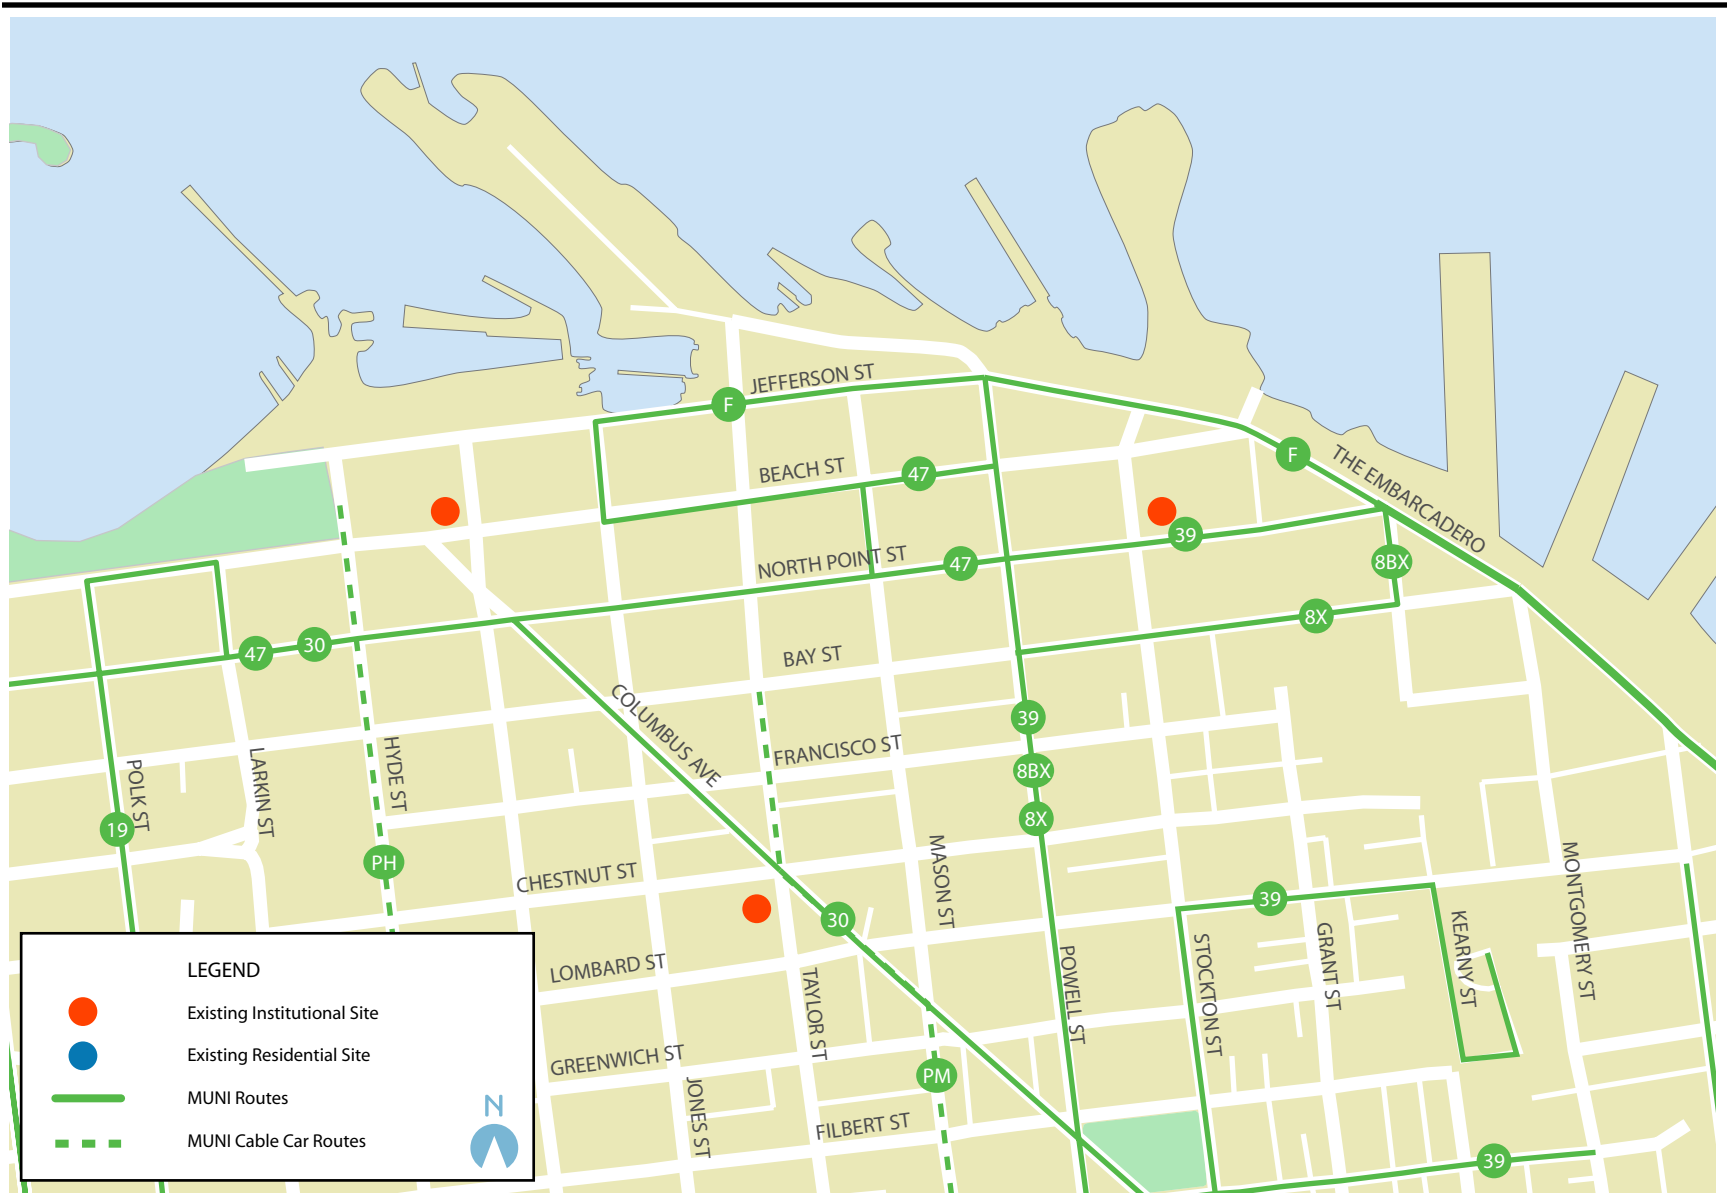 JEFFERSON ST
F
BEACH ST
47
F
THE EMBARCADERO
39
NORTH POINT ST
47
8BX
8X
47
30
BAY ST
COLUMBUS AVE
39
FRANCISCO ST
8BX
8X
POLK ST
LARKIN ST
HYDE ST
19
PH
CHESTNUT ST
MASON ST
MONTGOMERY ST
30
39
KEARNY ST
GRANT ST
STOCKTON ST
POWELL ST
LOMBARD ST
TAYLOR ST
GREENWICH ST
PM
JONES ST
FILBERT ST
39
LEGEND
Existing Institutional Site
Existing Residential Site
MUNI Routes
MUNI Cable Car Routes
N